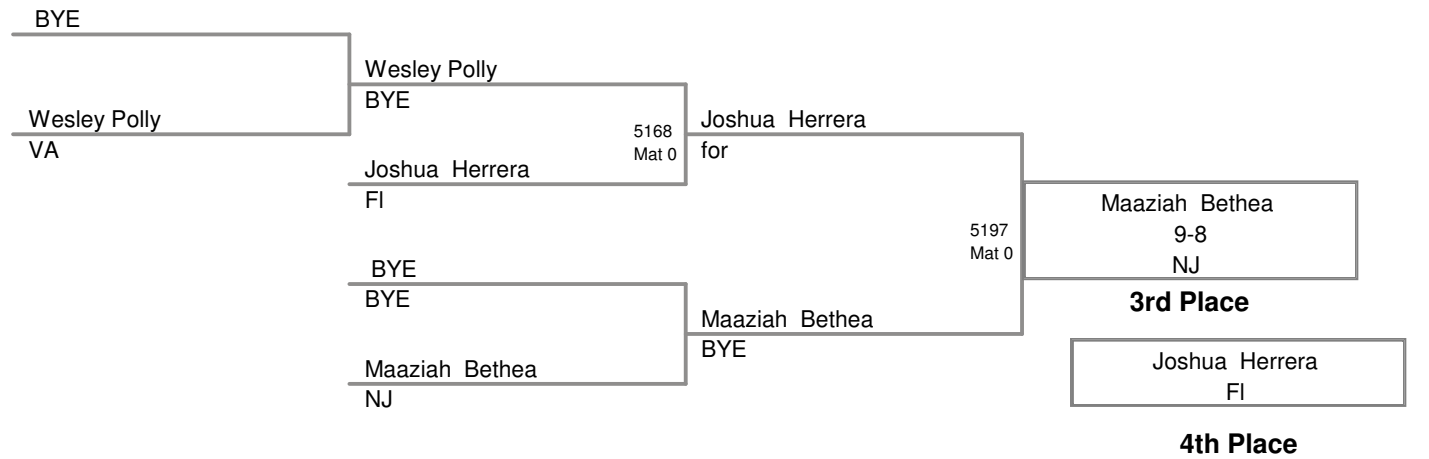 BYE
Wesley Polly
VA
Wesley Polly
BYE
Joshua Herrera
Fl
5168
Mat 0
BYE
BYE
Maaziah Bethea
NJ
Joshua Herrera
for
Maaziah Bethea
BYE
5197
Mat 0
Maaziah Bethea
9-8
NJ
3rd Place
Joshua Herrera
Fl
4th Place